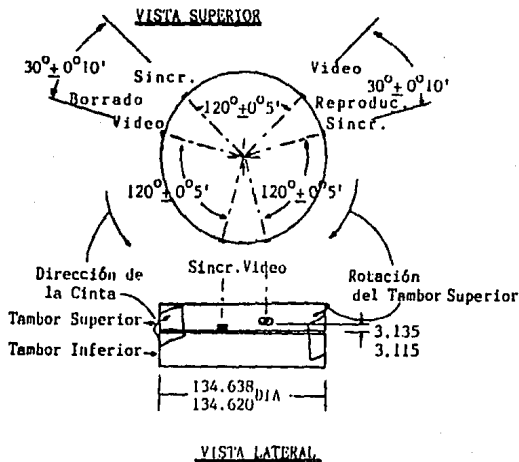 VISTA SUPERIOR
30°±0°10'
Sincr.
Video
30°±0°10'
Borrado
120°±0°5'
Reproduc.
Video
Sincr.
120°±0°5'
120°±0°5'
Dirección de
la Cinta
Sincr. Video
Rotación
del Tambor Superior
Tambor Superior
3.135
Tambor Inferior
3.115
134.638
DIA
134.620
VISTA LATERAL